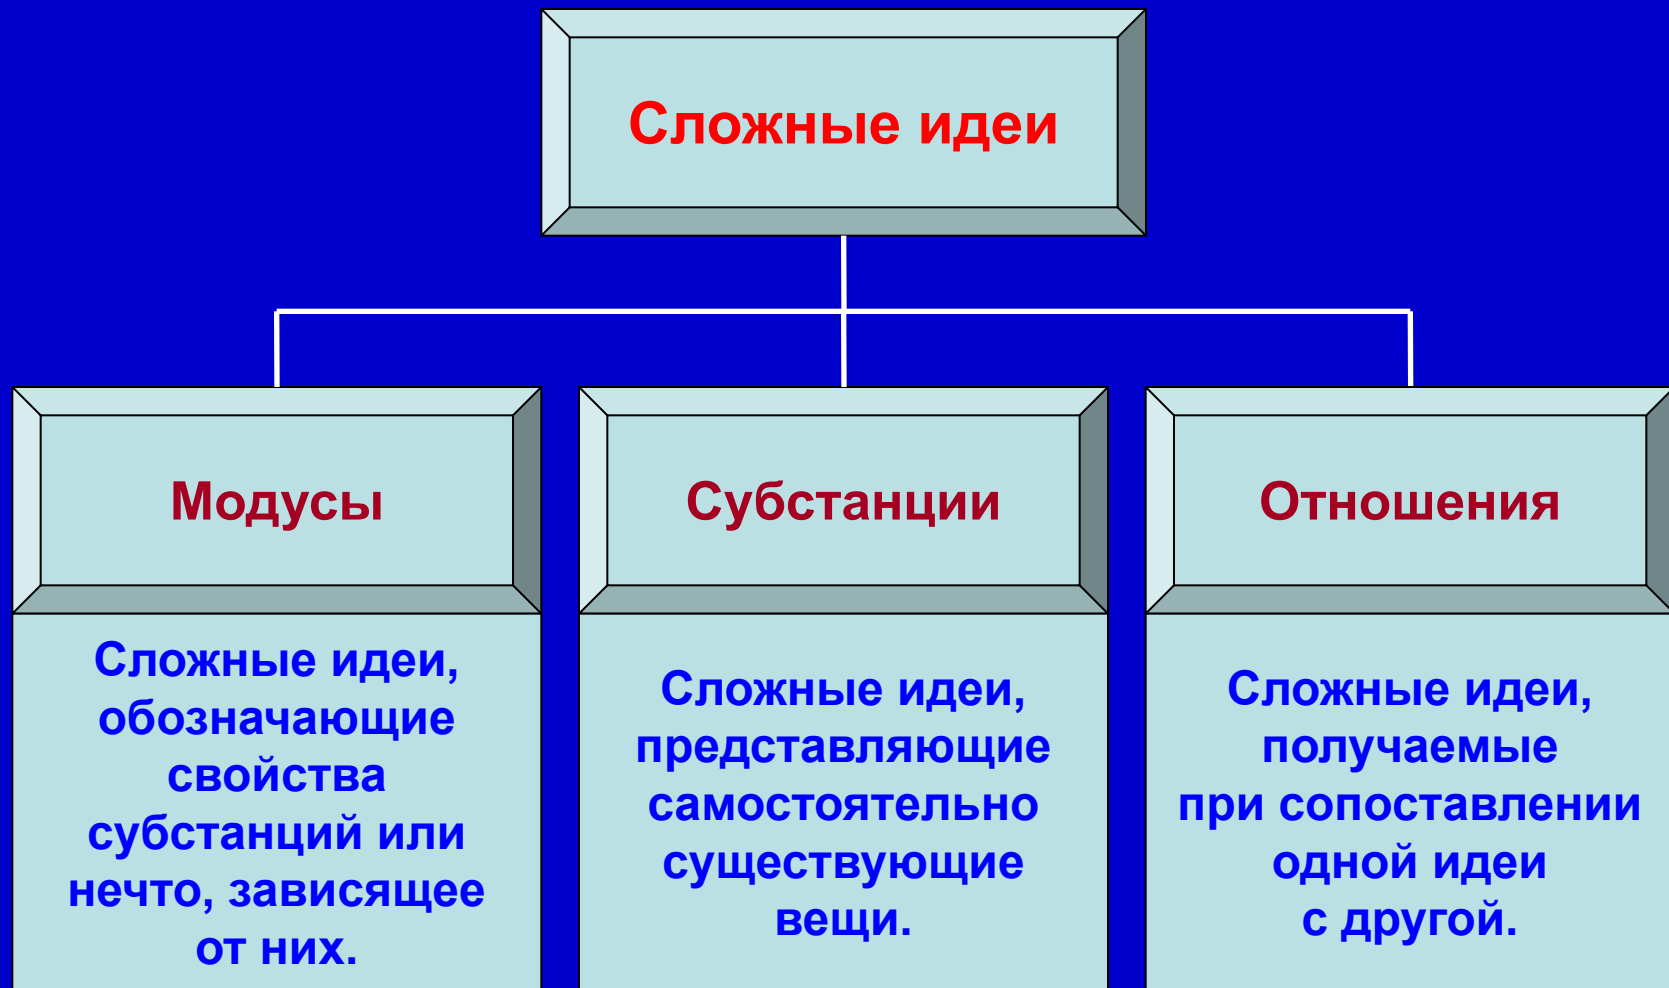 Сложные идеи
Модусы
Субстанции
Отношения
Сложные идеи,
обозначающие
свойства
субстанций или
нечто, зависящее
от них.
Сложные идеи,
представляющие
самостоятельно
существующие
вещи.
Сложные идеи,
получаемые
при сопоставлении
одной идеи
с другой.